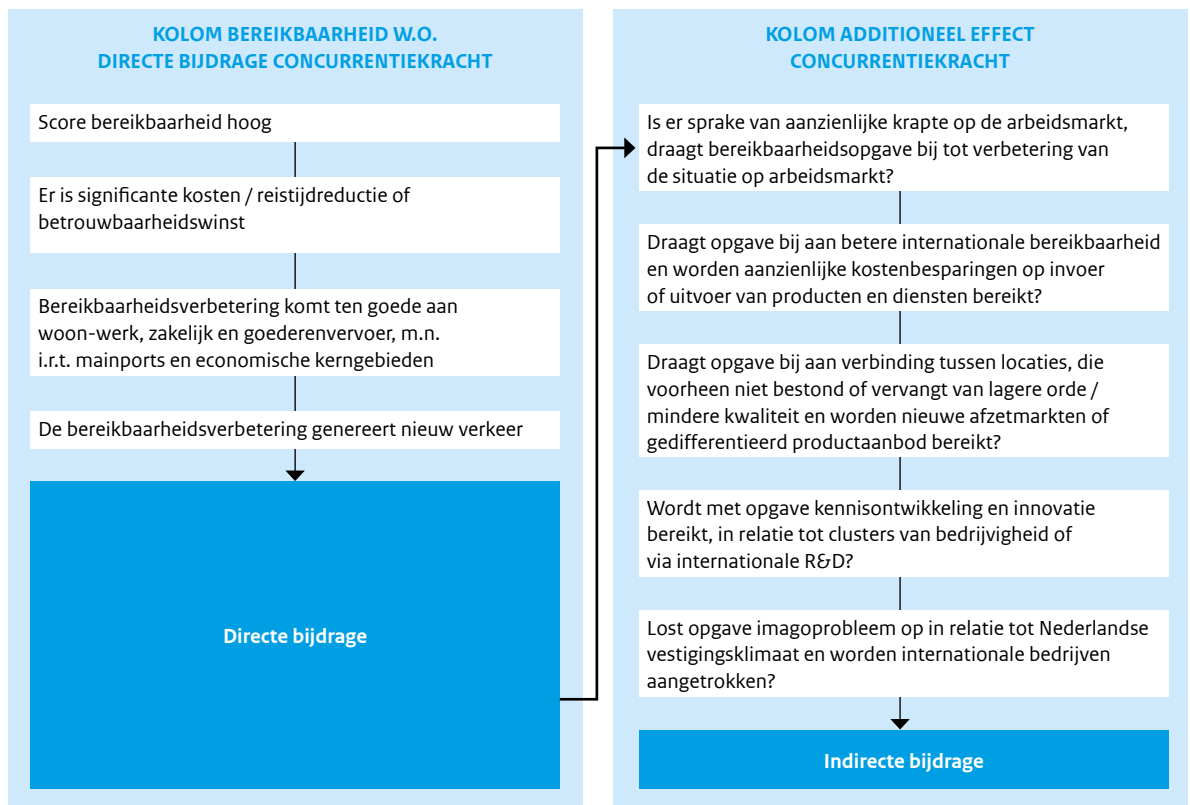 KOLOM BEREIKBAARHEID W.O.
DIRECTE BIJDRAGE CONCURRENTIEKRACHT
Score bereikbaarheid hoog
Er is significante kosten / reistijdreductie of
betrouwbaarheidswinst
Bereikbaarheidsverbetering komt ten goede aan
woon-werk, zakelijk en goederenvervoer, m.n.
i.r.t. mainports en economische kerngebieden
De bereikbaarheidsverbetering genereert nieuw verkeer
Directe bijdrage
KOLOM ADDITIONEEL EFFECT
CONCURRENTIEKRACHT
Is er sprake van aanzienlijke krapte op de arbeidsmarkt,
draagt bereikbaarheidsopgave bij tot verbetering van
de situatie op arbeidsmarkt?
Draagt opgave bij aan betere internationale bereikbaarheid
en worden aanzienlijke kostenbesparingen op invoer
of uitvoer van producten en diensten bereikt?
Draagt opgave bij aan verbinding tussen locaties, die
voorheen niet bestond of vervangt van lagere orde /
mindere kwaliteit en worden nieuwe afzetmarkten of
gedifferentieerd productaanbod bereikt?
Wordt met opgave kennisontwikkeling en innovatie
bereikt, in relatie tot clusters van bedrijvigheid of
via internationale R&D?
Lost opgave imagoprobleem op in relatie tot Nederlandse
vestigingsklimaat en worden internationale bedrijven
aangetrokken?
Indirecte bijdrage